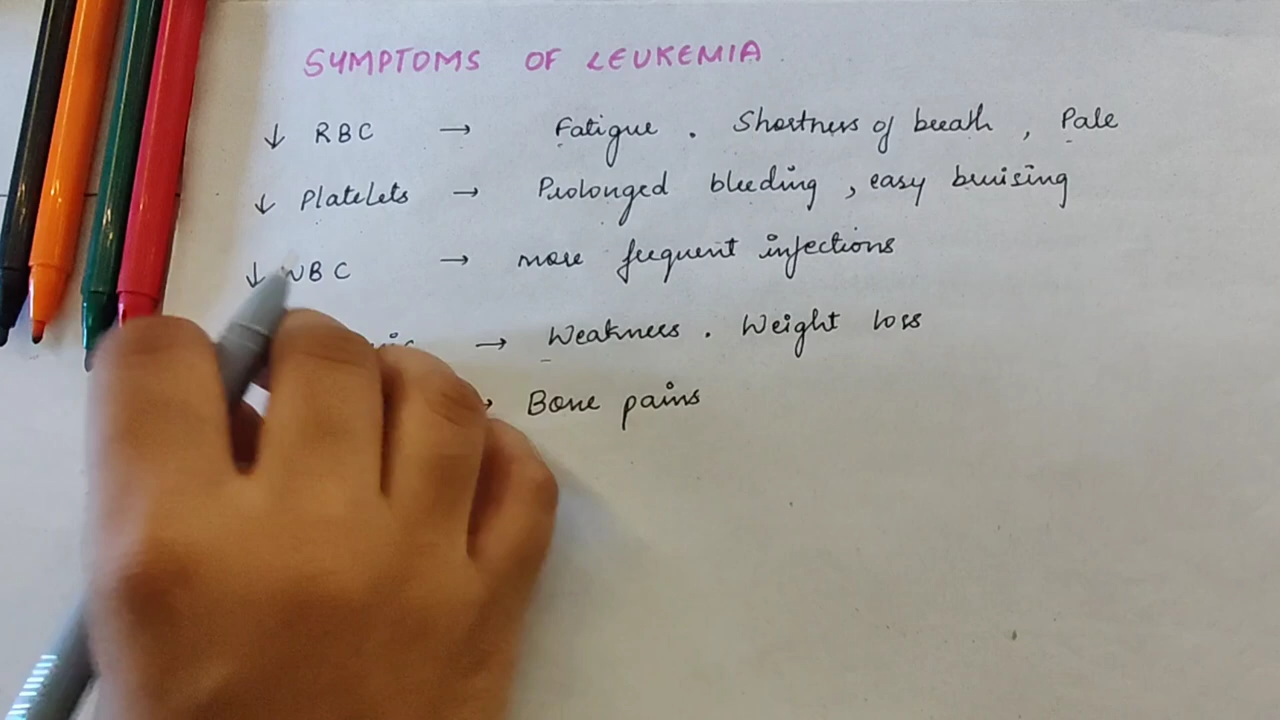 SYMPTOMS OF LEUKEMIA
↓ RBC → Fatigue . Shortness of breath , Pale
↓ Platelets → Prolonged bleeding , easy bruising
↓ WBC → more frequent infections
→ Weakness . Weight loss
→ Bone pains